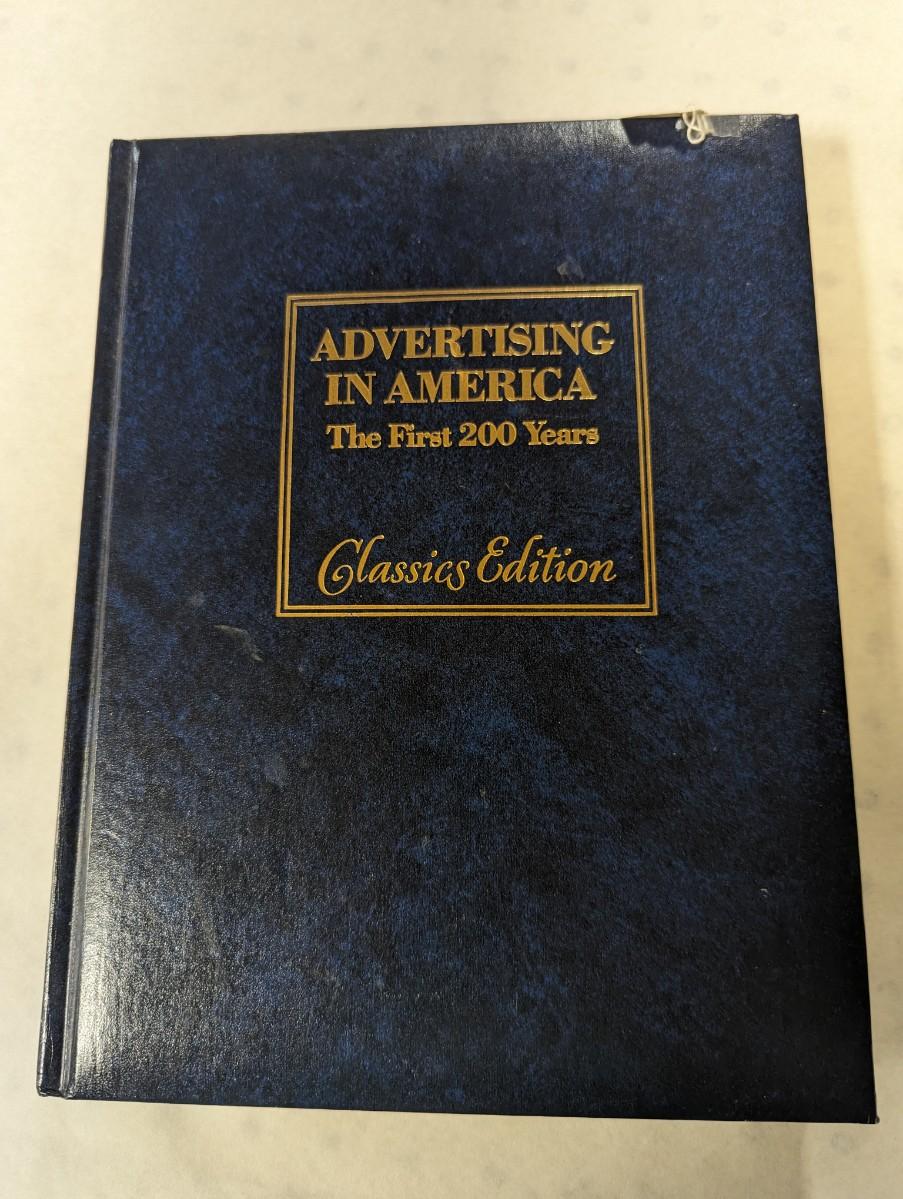 ADVERTISING
IN AMERICA
The First 200 Years
Classics Edition